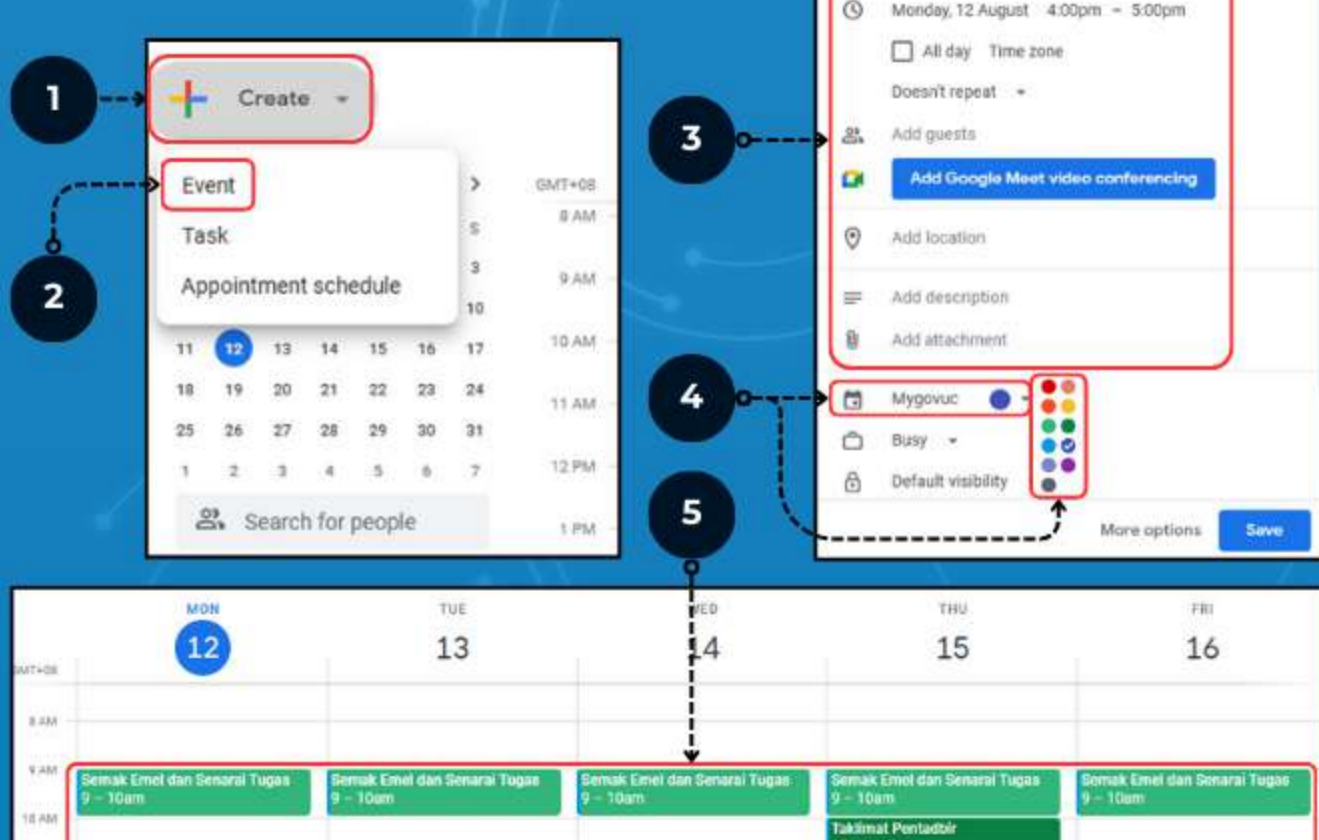 1
Create
2
Event
Task
Appointment schedule
GMT+08
S
3
10
11 12 13 14 15 16 17
18 19 20 21 22 23 24
25 26 27 28 29 30 31
1 2 3 4 5 6 7
Search for people
8 AM
9 AM
10 AM
11 AM
12 PM
1 PM
3
Monday, 12 August 4:00pm – 5:00pm
All day Time zone
Doesn't repeat
Add guests
Add Google Meet video conferencing
Add location
Add description
Add attachment
4
Mygovuc
Busy
Default visibility
More options Save
5
MON TUE WED THU FRI
12 13 14 15 16
GMT+08
8 AM
9 AM
10 AM
Semak Emel dan Senarai Tugas
9 – 10am
Semak Emel dan Senarai Tugas
9 – 10am
Semak Emel dan Senarai Tugas
9 – 10am
Semak Emel dan Senarai Tugas
9 – 10am
Taklimat Pentadbir
Semak Emel dan Senarai Tugas
9 – 10am